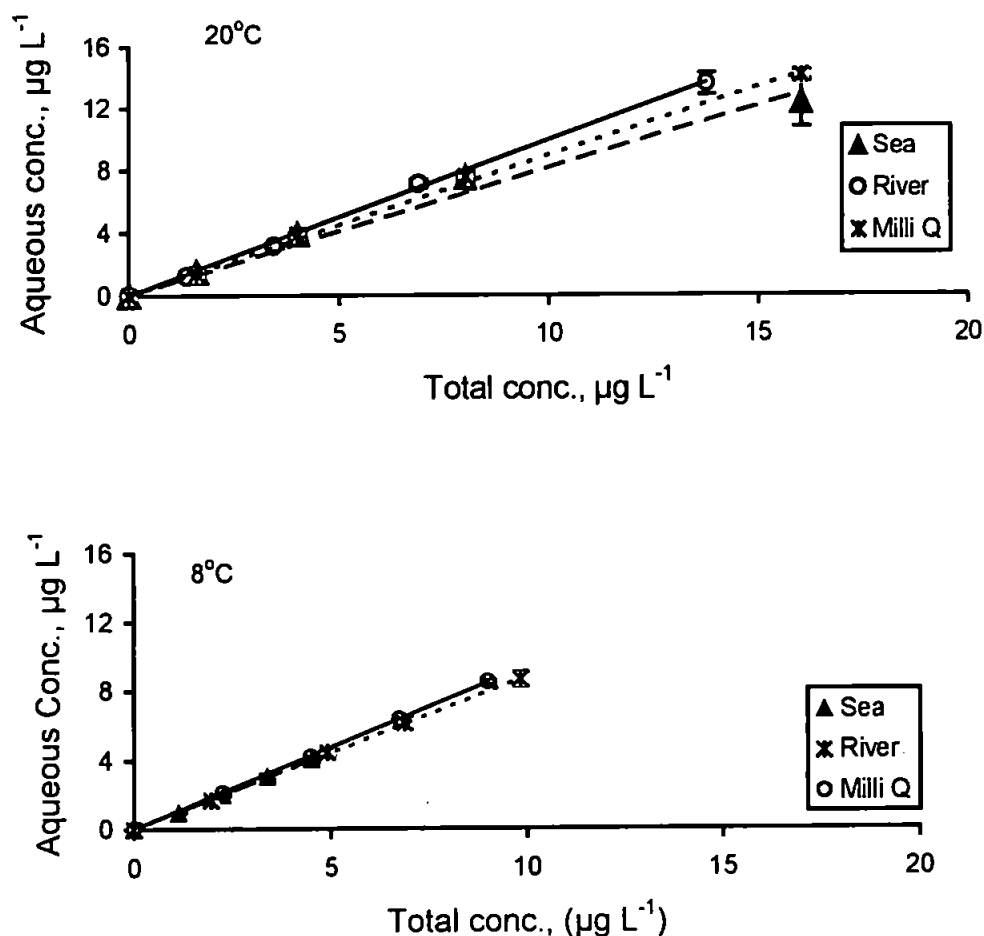 20°C
Aqueous conc., µg L⁻¹
16
12
8
4
0
0 5 10 15 20
Total conc., µg L⁻¹
Sea
River
Milli Q
8°C
Aqueous Conc., µg L⁻¹
16
12
8
4
0
0 5 10 15 20
Total conc., (µg L⁻¹)
Sea
River
Milli Q